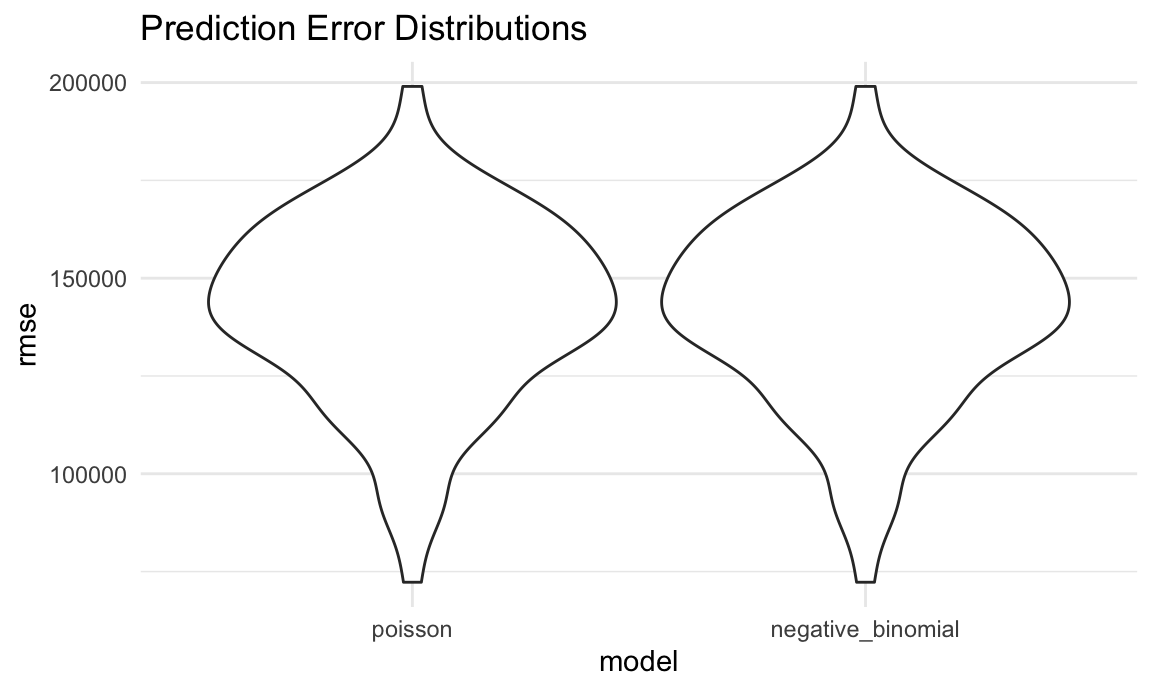 Prediction Error Distributions
200000
150000
100000
rmse
poisson
negative_binomial
model